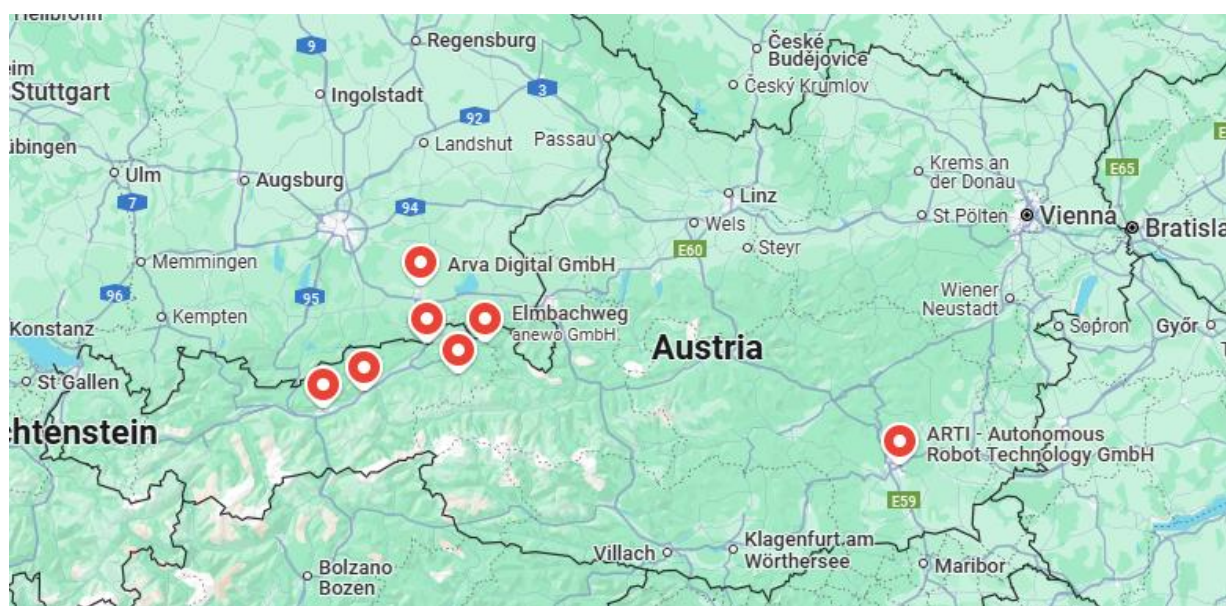 Regensburg
České
Budějovice
9
Stuttgart
Ingolstadt
3
Český Krumlov
92
Landshut
Passau
E65
Ulm
Augsburg
Krems an
der Donau
7
94
Linz
St. Pölten
Vienna
Wels
Bratisla
E60
Steyr
Memmingen
Arva Digital GmbH
96
95
Wiener
Neustadt
Kempten
Elmbachweg
anewo GmbH
Sopron
Győr
Konstanz
Austria
St Gallen
chtenstein
ARTI - Autonomous
Robot Technology GmbH
E59
Villach
Klagenfurt am
Wörthersee
Maribor
Bolzano
Bozen